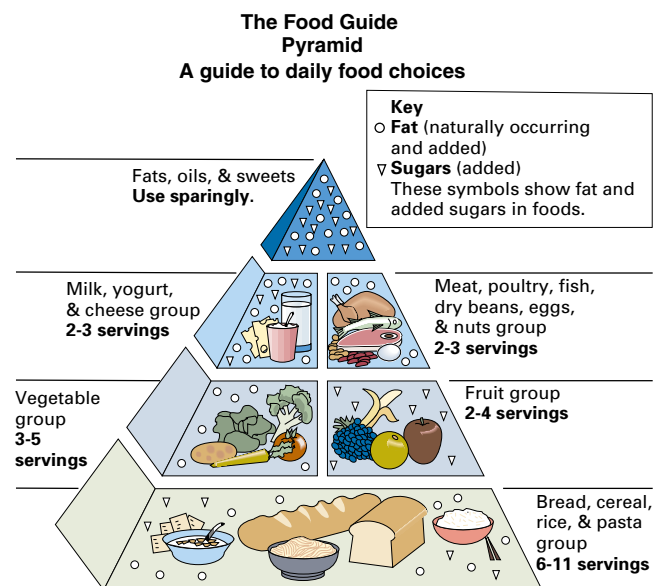 The Food Guide
Pyramid
A guide to daily food choices
Key
Fat (naturally occurring
and added)
Sugars (added)
These symbols show fat and
added sugars in foods.
Fats, oils, & sweets
Use sparingly.
Milk, yogurt,
& cheese group
2-3 servings
Meat, poultry, fish,
dry beans, eggs,
& nuts group
2-3 servings
Vegetable
group
3-5
servings
Fruit group
2-4 servings
Bread, cereal,
rice, & pasta
group
6-11 servings